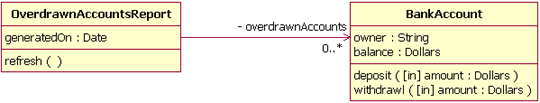 OverdrawnAccountsReport
generatedOn : Date
refresh ( )
- overdrawnAccounts
0..*
BankAccount
owner : String
balance : Dollars
deposit ( [in] amount : Dollars )
withdrawl ( [in] amount : Dollars )